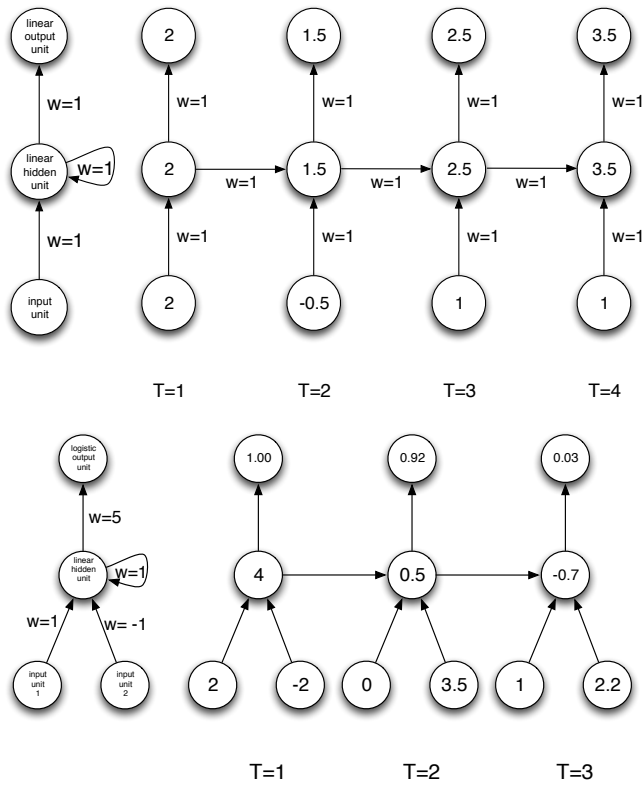 linear
output
unit
2
1.5
2.5
3.5
w=1
w=1
w=1
w=1
w=1
linear
hidden
unit
w=1
2
1.5
2.5
3.5
w=1
w=1
w=1
w=1
w=1
w=1
w=1
w=1
input
unit
2
-0.5
1
1
T=1
T=2
T=3
T=4
logistic
output
unit
1.00
0.92
0.03
w=5
linear
hidden
unit
w=1
4
0.5
-0.7
w=1
w= -1
input
unit
1
input
unit
2
2
-2
0
3.5
1
2.2
T=1
T=2
T=3